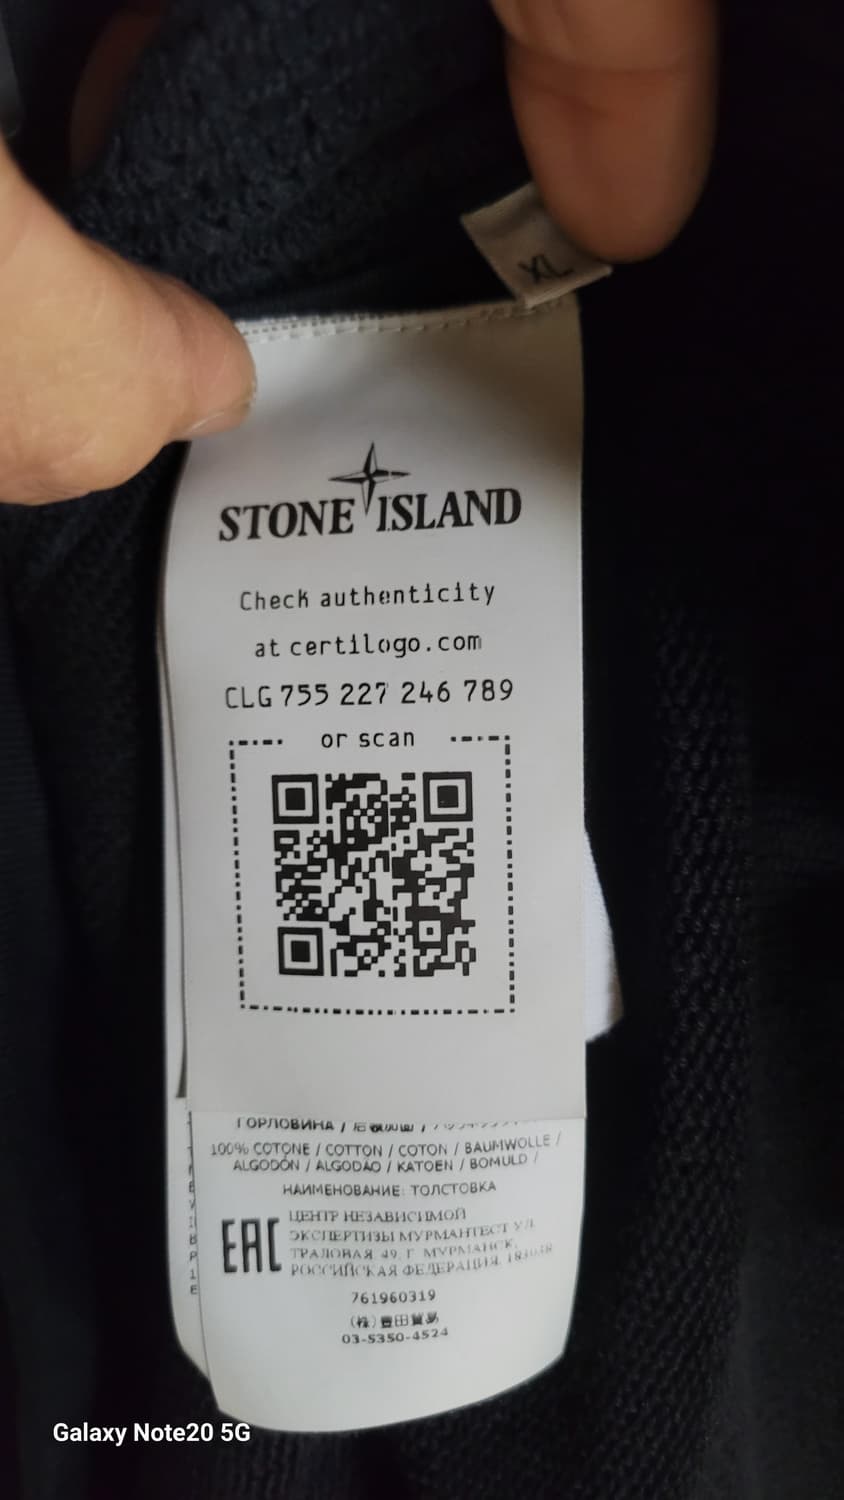 XL
STONE ISLAND
Check authenticity
at certilogo.com
CLG 755 227 246 789
or scan
ГОРЛОВИНА /
100% COTONE / COTTON / COTON / BAUMWOLLE /
ALGODÓN / ALGODÃO / KATOEN / BOMULD /
НАИМЕНОВАНИЕ: ТОЛСТОВКА
EAC
ЦЕНТР НЕЗАВИСИМОЙ
ЭКСПЕРТИЗЫ МУРМАНТЕСТ УЛ.
ТРАЛОВАЯ 49, Г. МУРМАНСК,
РОССИЙСКАЯ ФЕДЕРАЦИЯ, 183038
761960319
(株)豊田貿易
03-5350-4524
Galaxy Note20 5G